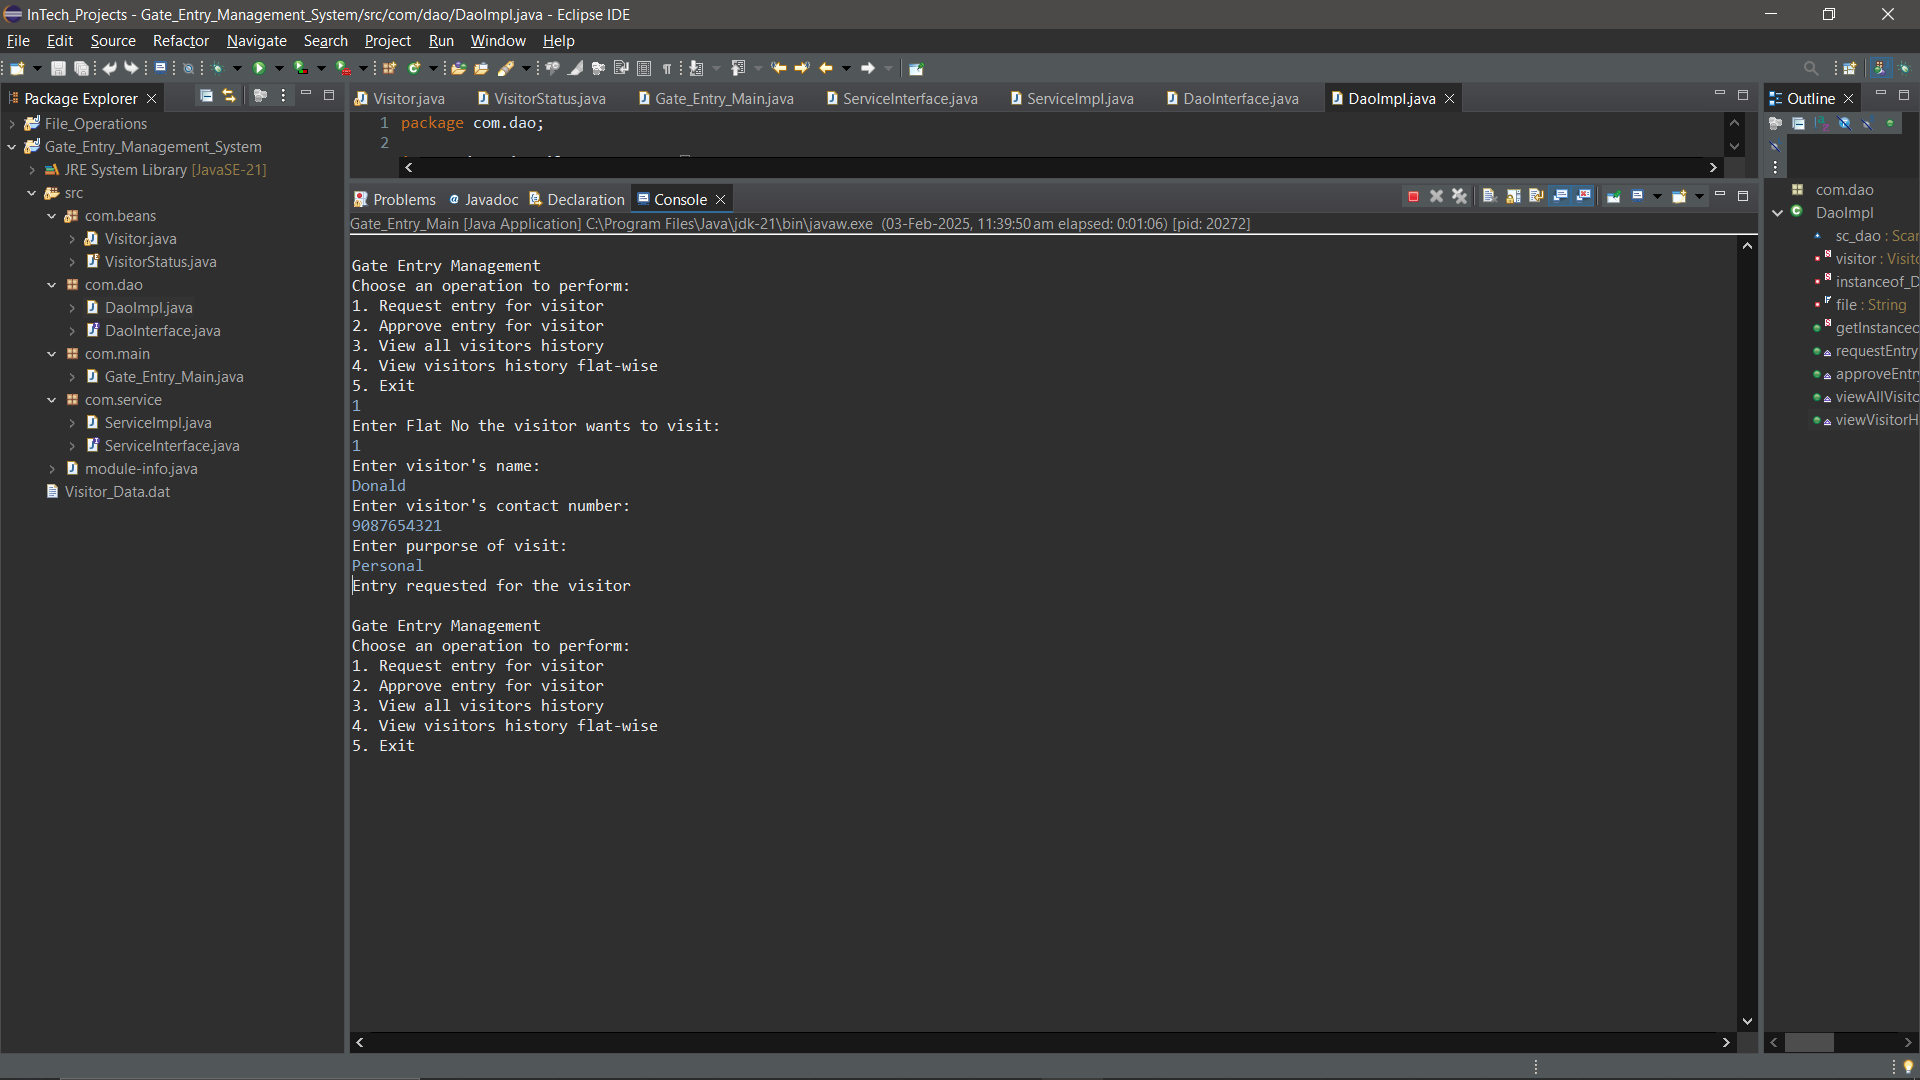 InTech_Projects - Gate_Entry_Management_System/src/com/dao/DaoImpl.java - Eclipse IDE
File Edit Source Refactor Navigate Search Project Run Window Help
Package Explorer
File_Operations
Gate_Entry_Management_System
JRE System Library [JavaSE-21]
src
com.beans
Visitor.java
VisitorStatus.java
com.dao
DaoImpl.java
DaoInterface.java
com.main
Gate_Entry_Main.java
com.service
ServiceImpl.java
ServiceInterface.java
module-info.java
Visitor_Data.dat
Visitor.java VisitorStatus.java Gate_Entry_Main.java ServiceInterface.java ServiceImpl.java DaoInterface.java DaoImpl.java
1 package com.dao;
2
Problems Javadoc Declaration Console
Gate_Entry_Main [Java Application] C:\Program Files\Java\jdk-21\bin\javaw.exe (03-Feb-2025, 11:39:50 am elapsed: 0:01:06) [pid: 20272]
Gate Entry Management
Choose an operation to perform:
1. Request entry for visitor
2. Approve entry for visitor
3. View all visitors history
4. View visitors history flat-wise
5. Exit
1
Enter Flat No the visitor wants to visit:
1
Enter visitor's name:
Donald
Enter visitor's contact number:
9087654321
Enter purporse of visit:
Personal
Entry requested for the visitor
Gate Entry Management
Choose an operation to perform:
1. Request entry for visitor
2. Approve entry for visitor
3. View all visitors history
4. View visitors history flat-wise
5. Exit
Outline
com.dao
DaoImpl
sc_dao : Scar
visitor : Visito
instanceof_D
file : String
getInstanceo
requestEntry
approveEntry
viewAllVisito
viewVisitorH